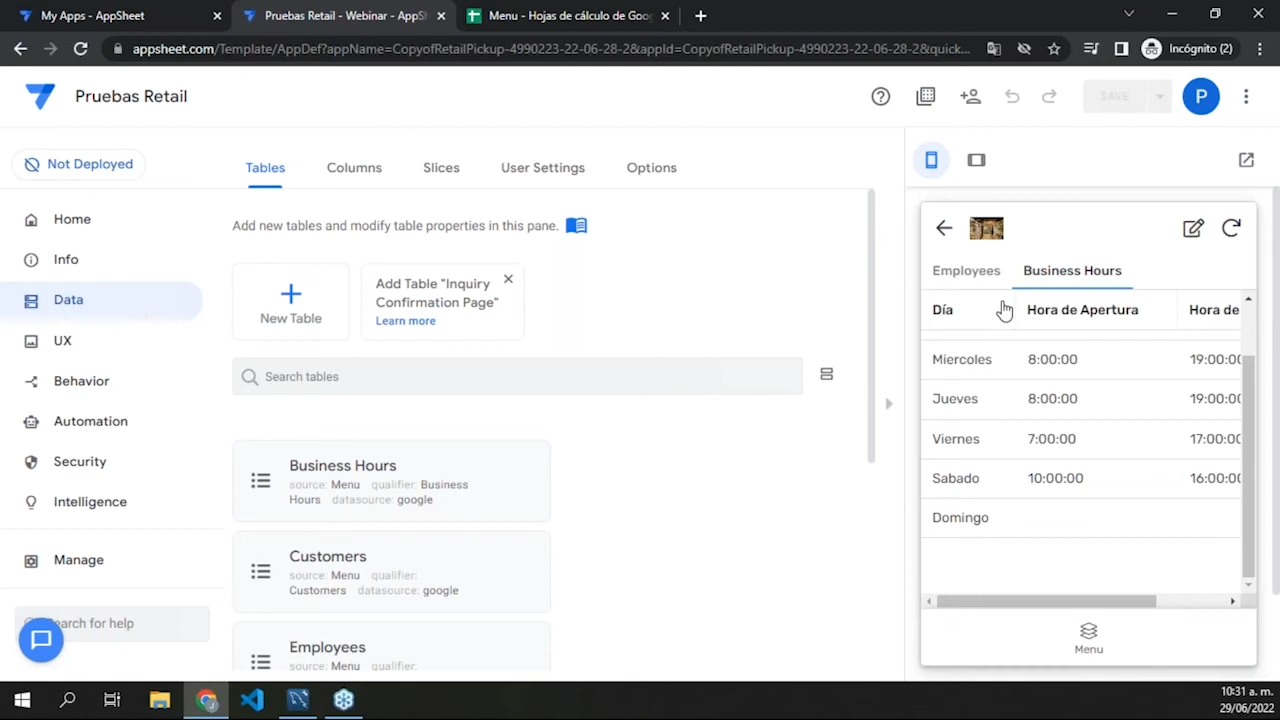 My Apps - AppSheet
Pruebas Retail - Webinar - AppS
Menu - Hojas de cálculo de Goo
appsheet.com/Template/AppDef?appName=CopyofRetailPickup-4990223-22-06-28-2&appId=CopyofRetailPickup-4990223-22-06-28-2&quick...
Incógnito (2)
Pruebas Retail
SAVE
P
Not Deployed
Home
Info
Data
UX
Behavior
Automation
Security
Intelligence
Manage
earch for help
Tables
Columns
Slices
User Settings
Options
Add new tables and modify table properties in this pane.
New Table
Add Table "Inquiry
Confirmation Page"
Learn more
Search tables
Business Hours
source: Menu qualifier: Business
Hours datasource: google
Customers
source: Menu qualifier:
Customers datasource: google
Employees
source: Menu qualifier:
Employees
Business Hours
Día
Hora de Apertura
Hora de
Miercoles 8:00:00 19:00:00
Jueves 8:00:00 19:00:00
Viernes 7:00:00 17:00:00
Sabado 10:00:00 16:00:00
Domingo
Menu
10:31 a. m.
29/06/2022